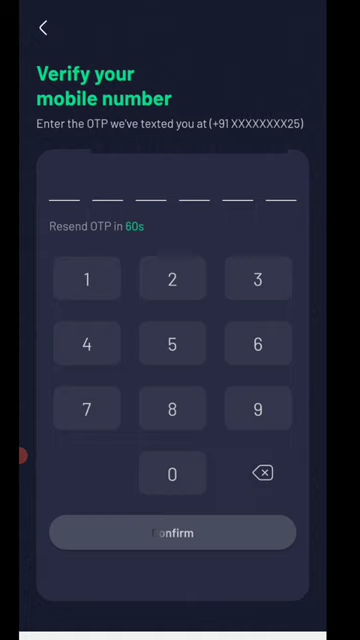 Verify your
mobile number
Enter the OTP we've texted you at (+91 XXXXXXXX25)
Resend OTP in 60s
1 2 3
4 5 6
7 8 9
0
Confirm